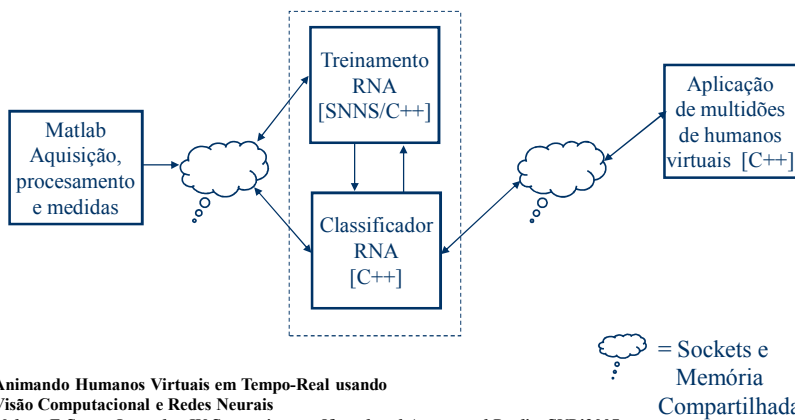 Treinamento
RNA
[SNNS/C++]
Matlab
Aquisição,
procesamento
e medidas
Classificador
RNA
[C++]
Aplicação
de multidões
de humanos
virtuais [C++]
= Sockets e
Memória
Compartilhada
Animando Humanos Virtuais em Tempo-Real usando
Visão Computacional e Redes Neurais